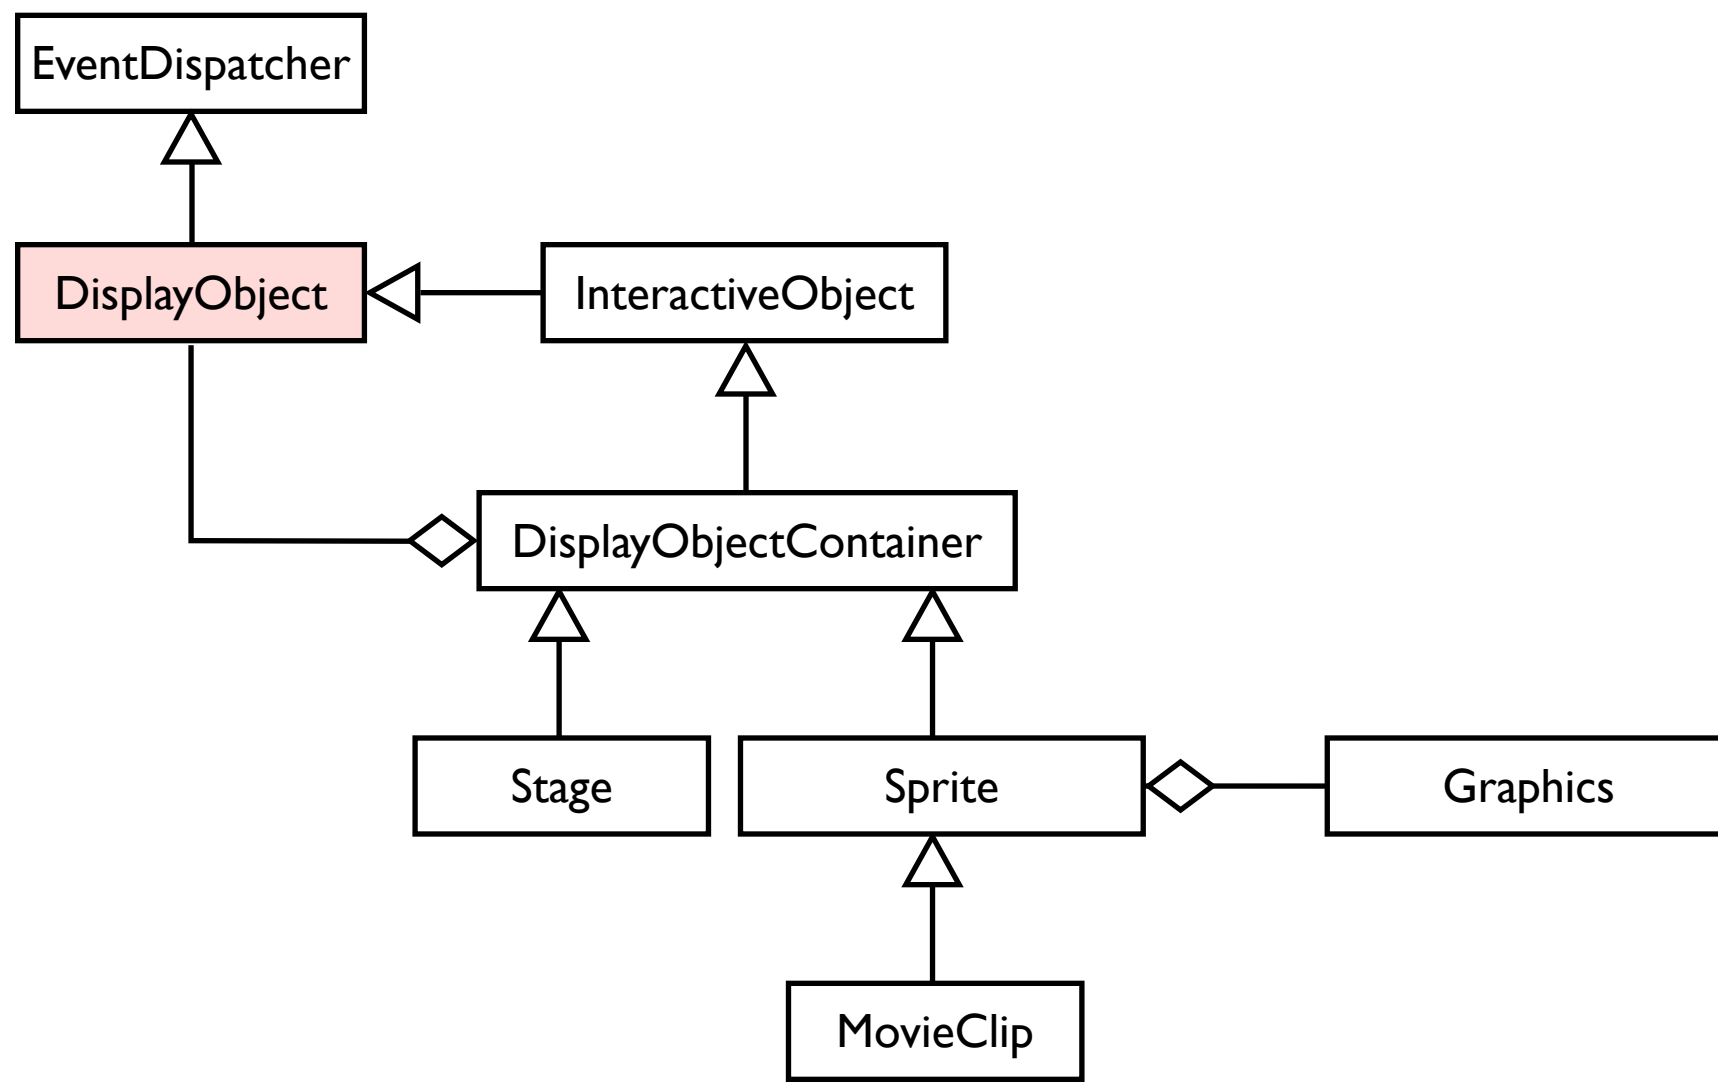 EventDispatcher
DisplayObject
InteractiveObject
DisplayObjectContainer
Stage
Sprite
Graphics
MovieClip